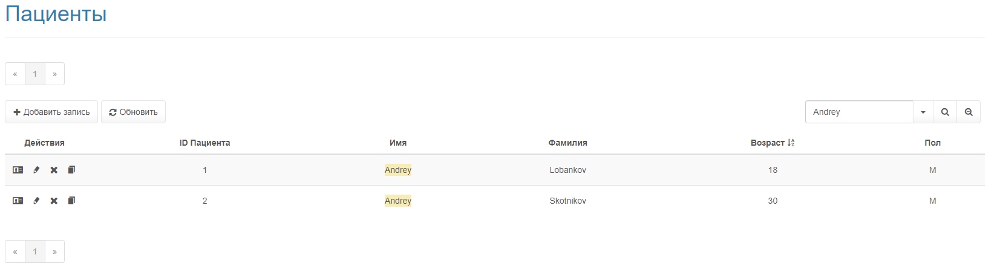 Пациенты
« 1 »
Добавить запись Обновить Andrey
Действия ID Пациента Имя Фамилия Возраст Пол
1 Andrey Lobankov 18 M
2 Andrey Skotnikov 30 M
« 1 »